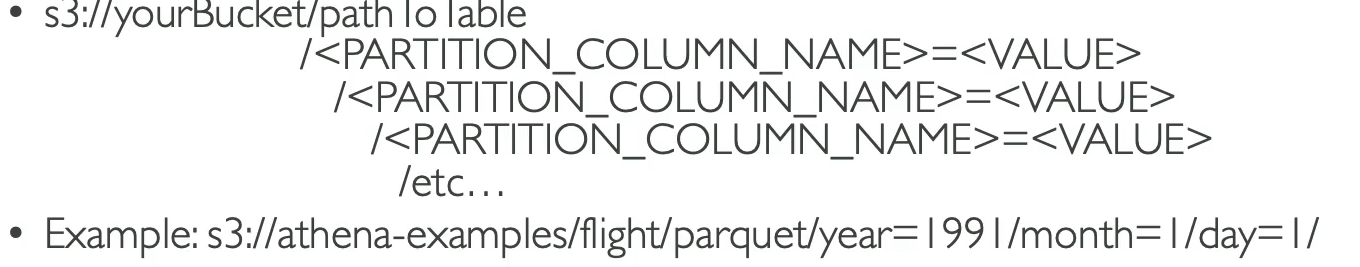 • s3://yourBucket/pathToTable
/<PARTITION_COLUMN_NAME>=<VALUE>
/<PARTITION_COLUMN_NAME>=<VALUE>
/<PARTITION_COLUMN_NAME>=<VALUE>
/etc…
• Example: s3://athena-examples/flight/parquet/year=1991/month=1/day=1/